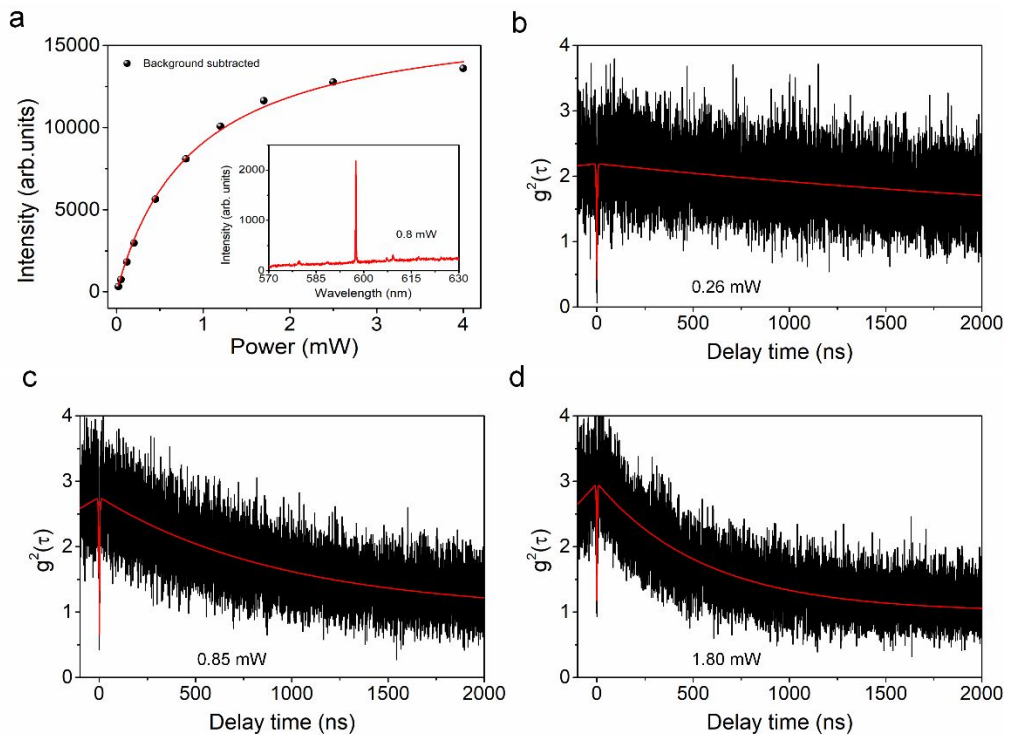 a
15000
10000
5000
0
Intensity (arb.units)
Background subtracted
0 1 2 3 4
Power (mW)
2000
1000
0
Intensity (arb. units)
0.8 mW
570 585 600 615 630
Wavelength (nm)
b
4
3
2
1
0
g²(τ)
0.26 mW
0 500 1000 1500 2000
Delay time (ns)
c
4
3
2
1
0
g²(τ)
0.85 mW
0 500 1000 1500 2000
Delay time (ns)
d
4
3
2
1
0
g²(τ)
1.80 mW
0 500 1000 1500 2000
Delay time (ns)